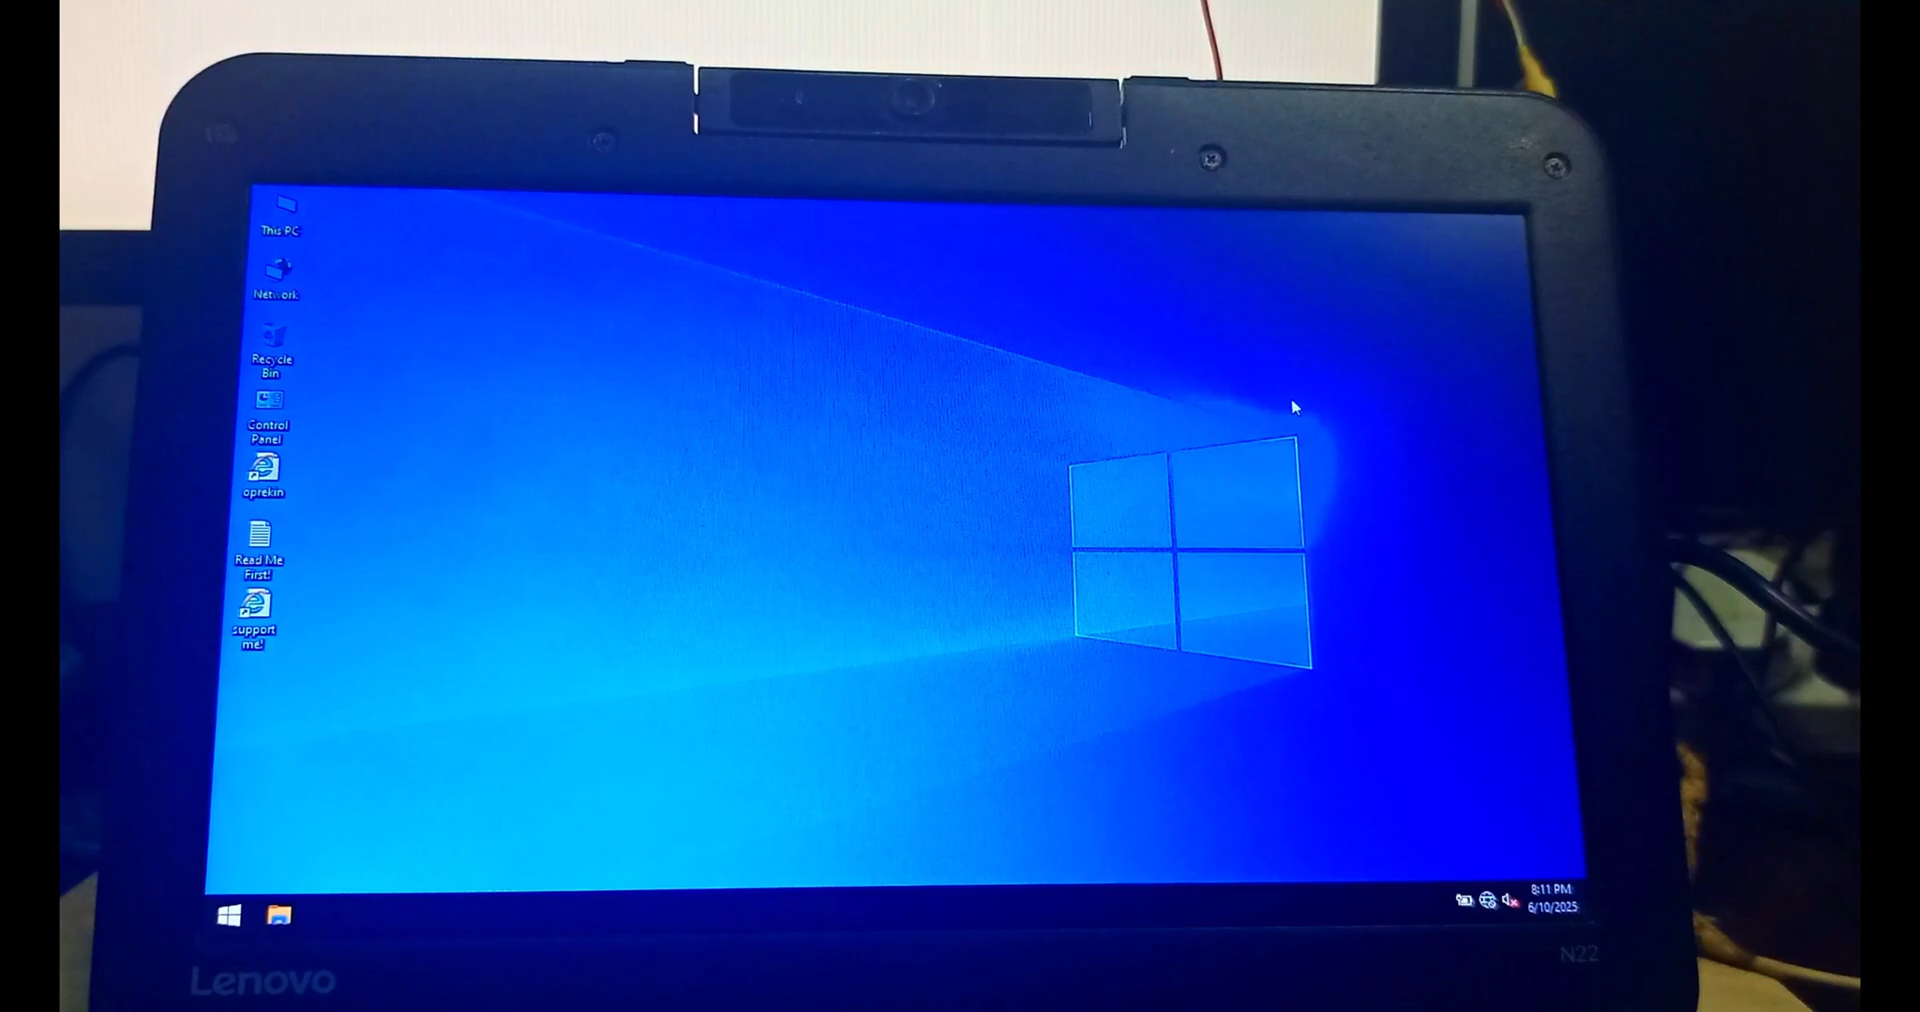 This PC
Network
Recycle
Bin
Control
Panel
oprekin
Read Me
First!
support
me!
8:11 PM
6/10/2025
N22
Lenovo